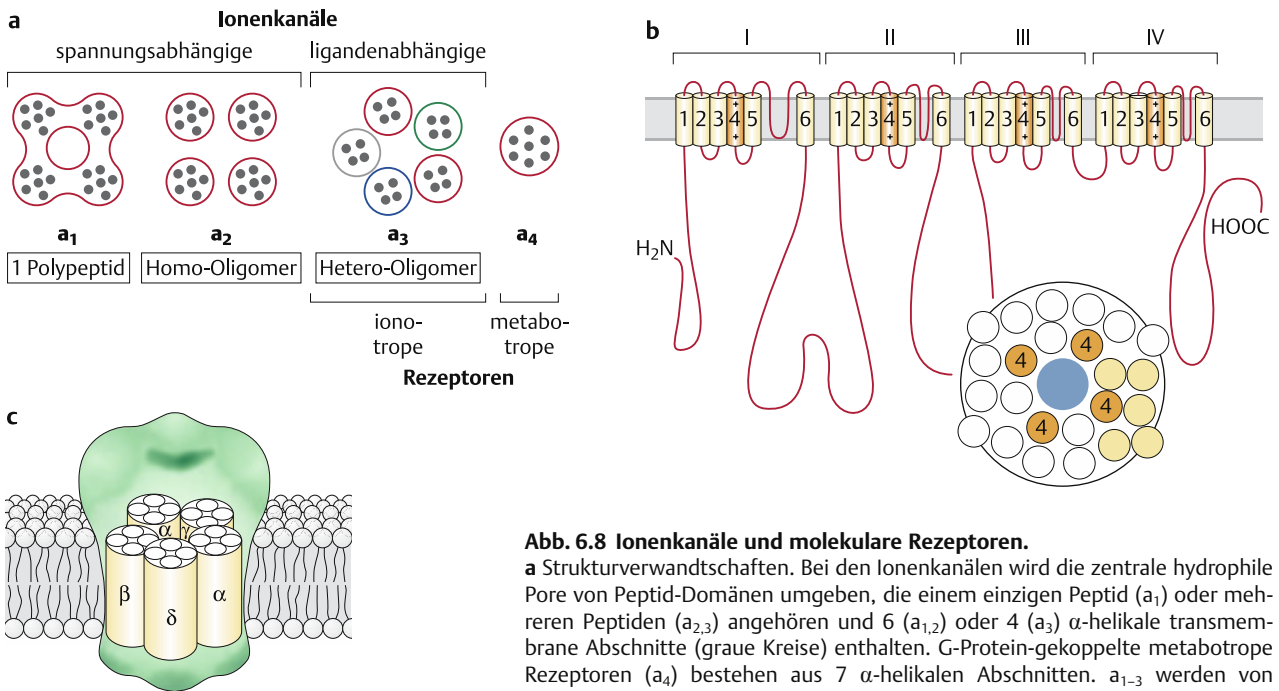 a
Ionenkanäle
spannungsabhängige
ligandenabhängige
a₁
a₂
a₃
a₄
1 Polypeptid
Homo-Oligomer
Hetero-Oligomer
iono-
trope
metabo-
trope
Rezeptoren
b
I II III IV
1 2 3 + 4 + 5 6
1 2 3 + 4 + 5 6
1 2 3 + 4 + 5 6
1 2 3 + 4 + 5 6
H₂N
HOOC
4
4
4
4
c
α γ
β δ α
Abb. 6.8 Ionenkanäle und molekulare Rezeptoren.
a Strukturverwandtschaften. Bei den Ionenkanälen wird die zentrale hydrophile
Pore von Peptid-Domänen umgeben, die einem einzigen Peptid (a₁) oder meh-
reren Peptiden (a₂,₃) angehören und 6 (a₁,₂) oder 4 (a₃) α-helikale transmem-
brane Abschnitte (graue Kreise) enthalten. G-Protein-gekoppelte metabotrope
Rezeptoren (a₄) bestehen aus 7 α-helikalen Abschnitten. a₁₋₃ werden von